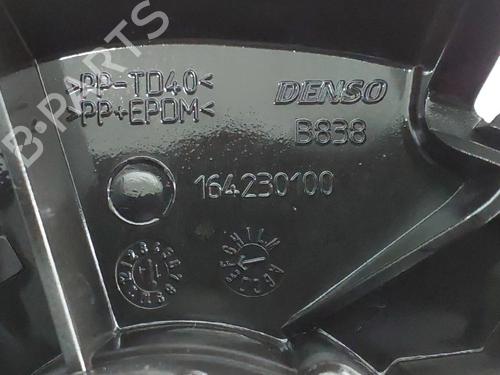 >PP-TD40<
>PP+EPDM<
DENSO
B838
164230100
B-PARTS